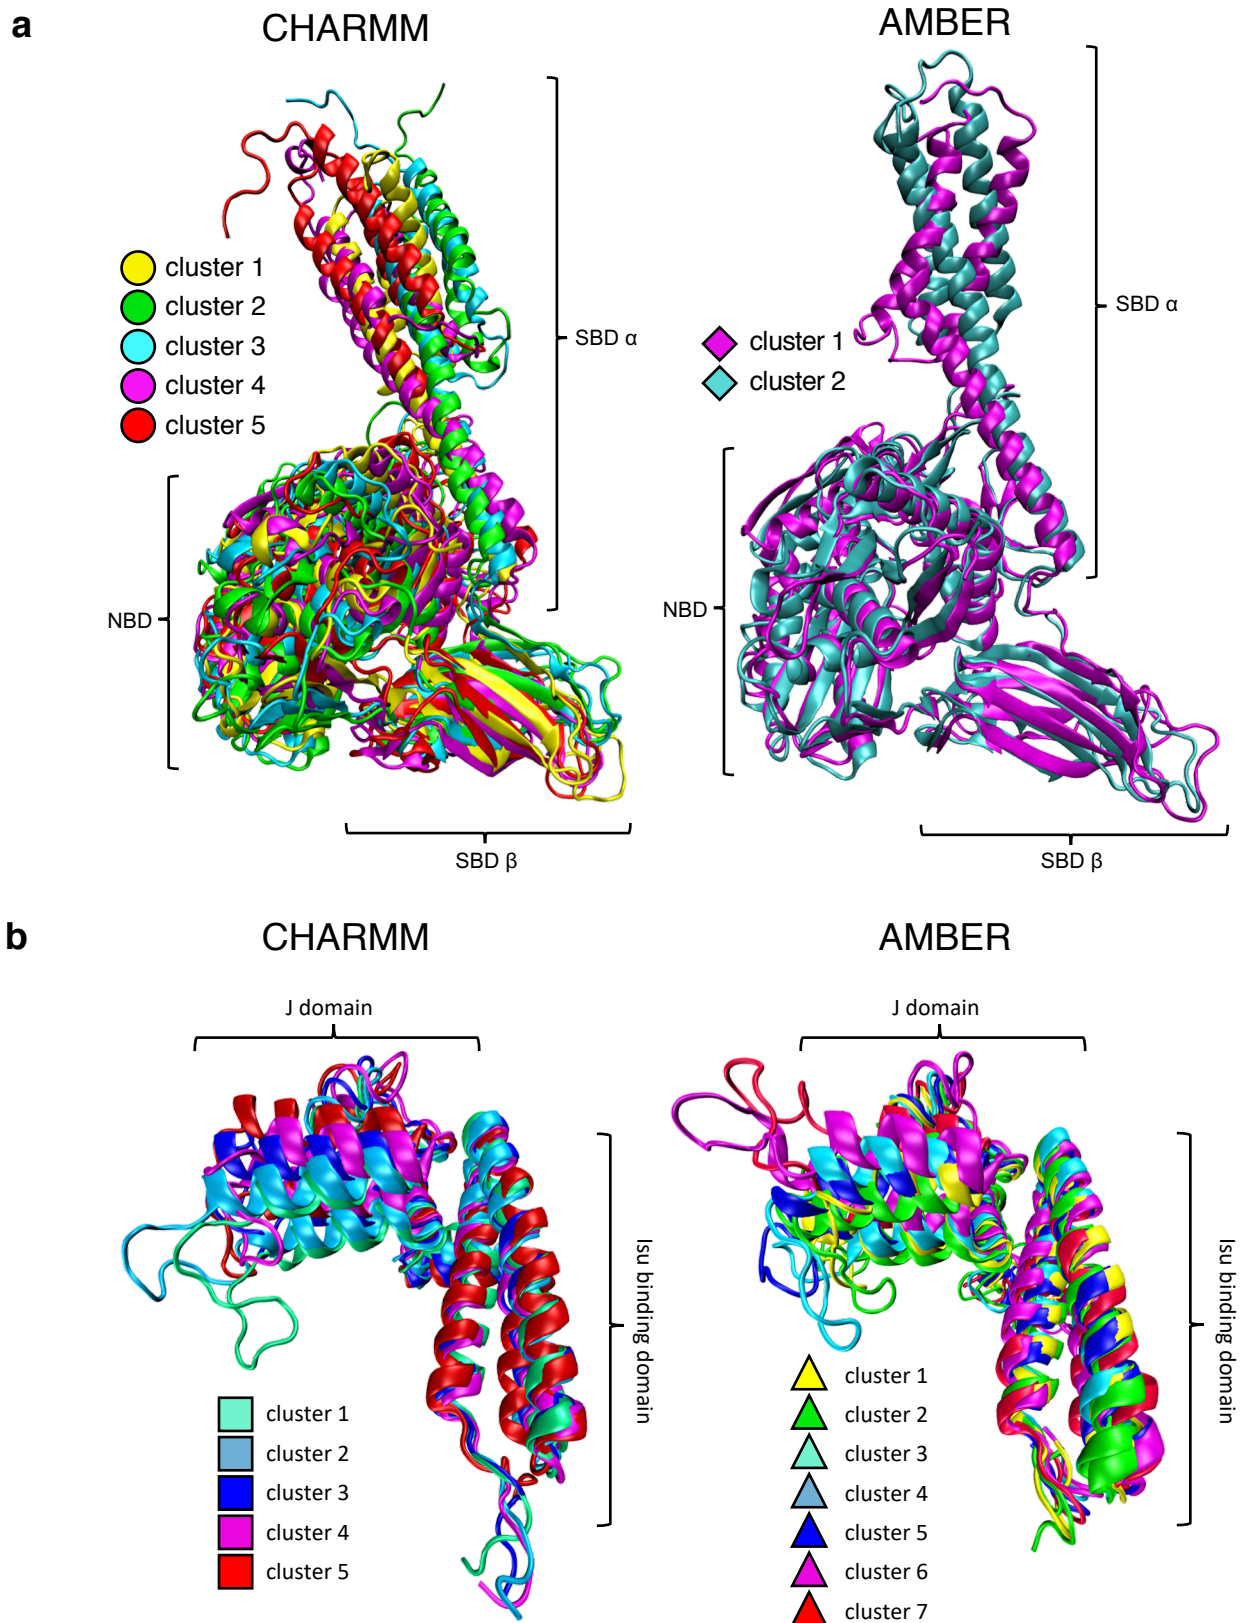 a
CHARMM
AMBER
cluster 1
cluster 2
cluster 3
cluster 4
cluster 5
SBD α
NBD
SBD β
cluster 1
cluster 2
SBD α
NBD
SBD β
b
CHARMM
AMBER
J domain
Isu binding domain
cluster 1
cluster 2
cluster 3
cluster 4
cluster 5
J domain
Isu binding domain
cluster 1
cluster 2
cluster 3
cluster 4
cluster 5
cluster 6
cluster 7